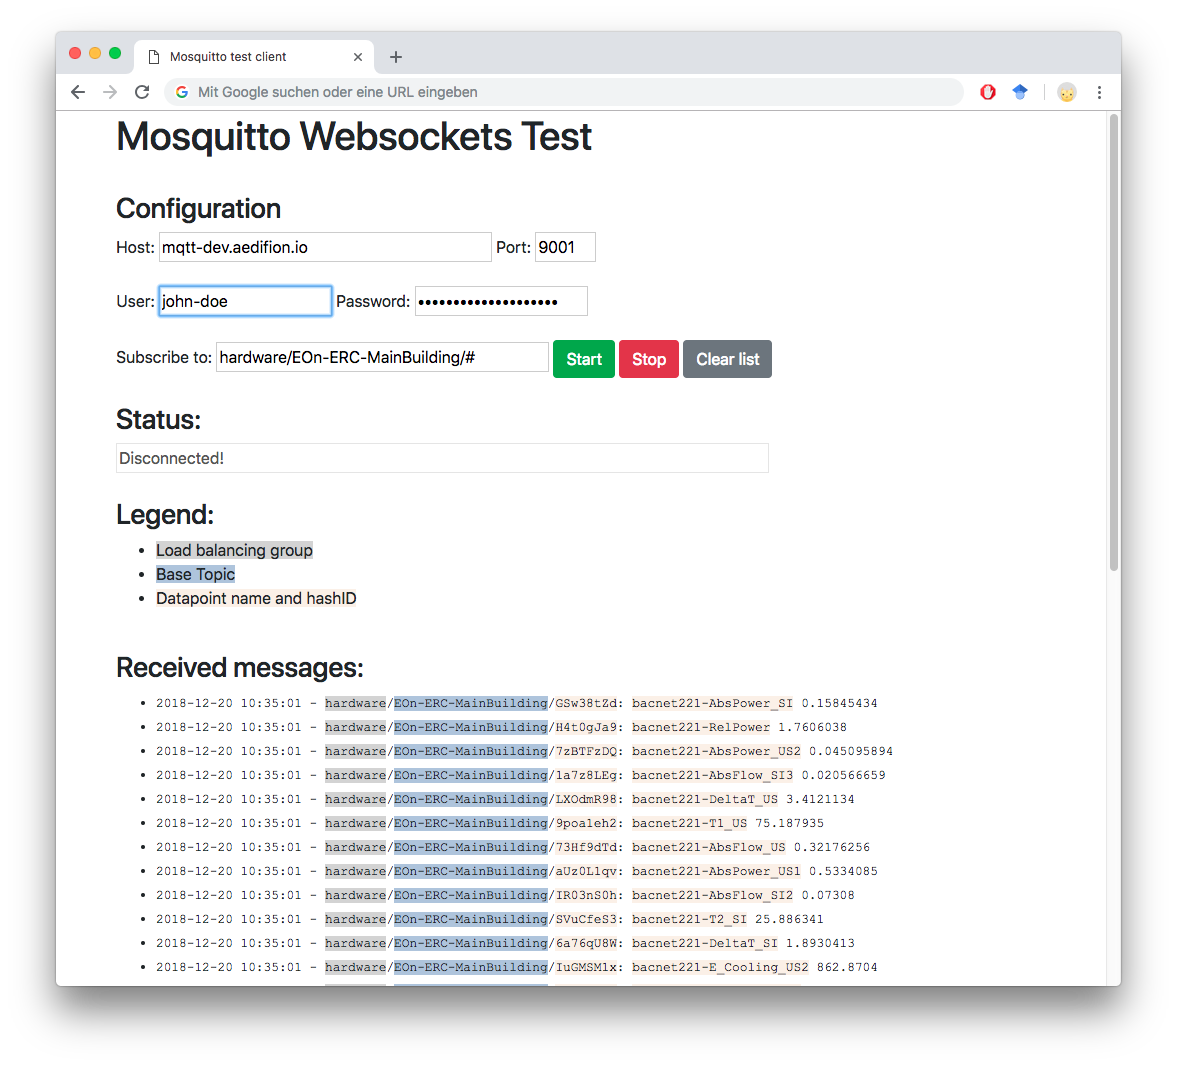 Mosquitto test client
Mit Google suchen oder eine URL eingeben
Mosquitto Websockets Test
Configuration
Host: mqtt-dev.aedifion.io Port: 9001
User: john-doe Password: ••••••••••••••••••••
Subscribe to: hardware/EOn-ERC-MainBuilding/# Start Stop Clear list
Status:
Disconnected!
Legend:
• Load balancing group
• Base Topic
• Datapoint name and hashID
Received messages:
• 2018-12-20 10:35:01 - hardware/EOn-ERC-MainBuilding/GSw38tZd: bacnet221-AbsPower_SI 0.15845434
• 2018-12-20 10:35:01 - hardware/EOn-ERC-MainBuilding/H4t0gJa9: bacnet221-RelPower 1.7606038
• 2018-12-20 10:35:01 - hardware/EOn-ERC-MainBuilding/7zBTFzDQ: bacnet221-AbsPower_US2 0.045095894
• 2018-12-20 10:35:01 - hardware/EOn-ERC-MainBuilding/1a7z8LEg: bacnet221-AbsFlow_SI3 0.020566659
• 2018-12-20 10:35:01 - hardware/EOn-ERC-MainBuilding/LXOdmR98: bacnet221-DeltaT_US 3.4121134
• 2018-12-20 10:35:01 - hardware/EOn-ERC-MainBuilding/9poa1eh2: bacnet221-T1_US 75.187935
• 2018-12-20 10:35:01 - hardware/EOn-ERC-MainBuilding/73Hf9dTd: bacnet221-AbsFlow_US 0.32176256
• 2018-12-20 10:35:01 - hardware/EOn-ERC-MainBuilding/aUz0L1qv: bacnet221-AbsPower_US1 0.5334085
• 2018-12-20 10:35:01 - hardware/EOn-ERC-MainBuilding/IR03nS0h: bacnet221-AbsFlow_SI2 0.07308
• 2018-12-20 10:35:01 - hardware/EOn-ERC-MainBuilding/SVuCfeS3: bacnet221-T2_SI 25.886341
• 2018-12-20 10:35:01 - hardware/EOn-ERC-MainBuilding/6a76qU8W: bacnet221-DeltaT_SI 1.8930413
• 2018-12-20 10:35:01 - hardware/EOn-ERC-MainBuilding/IuGMSM1x: bacnet221-E_Cooling_US2 862.8704